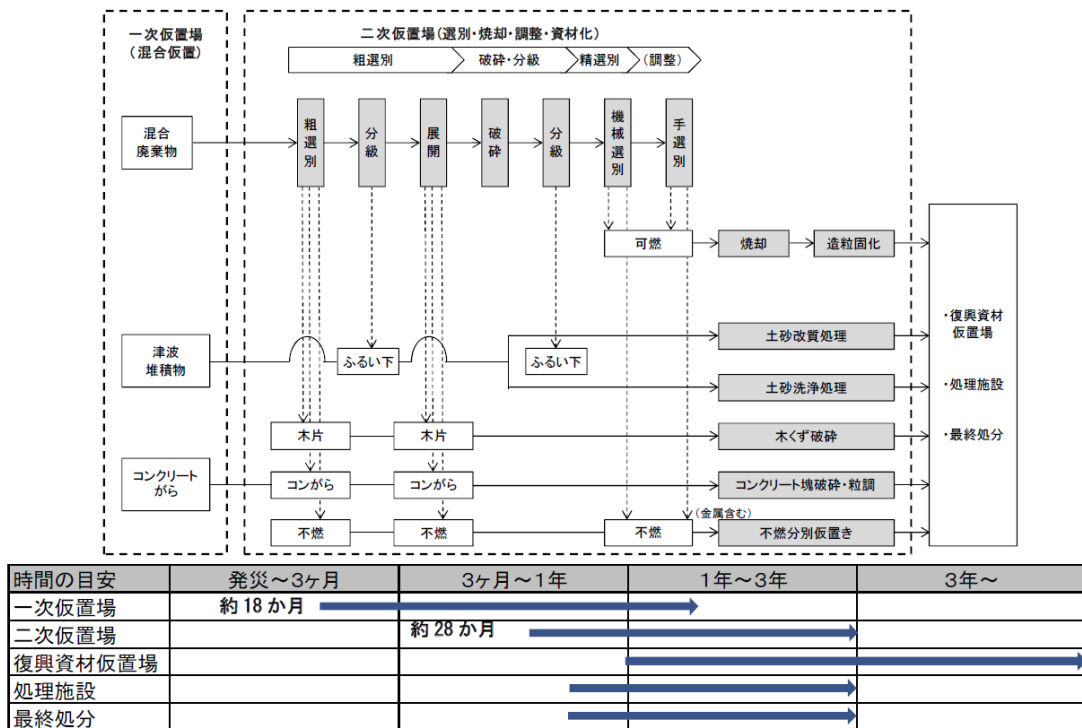 一次仮置場
（混合仮置）
二次仮置場（選別・焼却・調整・資材化）
粗選別
破砕・分級
精選別
（調整）
混合
廃棄物
粗選別
分級
展開
破砕
分級
機械選別
手選別
可燃
焼却
造粒固化
津波
堆積物
ふるい下
ふるい下
土砂改質処理
土砂洗浄処理
・復興資材
仮置場
・処理施設
・最終処分
木片
木片
木くず破砕
コンクリート
がら
コンがら
コンがら
コンクリート塊破砕・粒調
不燃
不燃
不燃
（金属含む）
不燃分別仮置き
時間の目安 発災～3ヶ月 3ヶ月～1年 1年～3年 3年～
一次仮置場 約18か月
二次仮置場 約28か月
復興資材仮置場
処理施設
最終処分